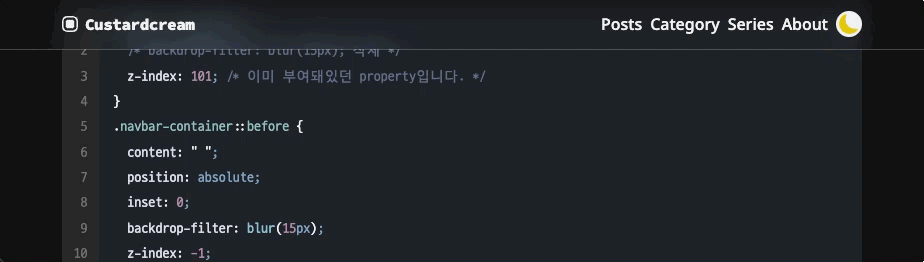 Custardcream
Posts Category Series About
2 /* backdrop-filter: blur(15px); 삭제 */
3 z-index: 101; /* 이미 부여돼있던 property입니다. */
4 }
5 .navbar-container::before {
6 content: " ";
7 position: absolute;
8 inset: 0;
9 backdrop-filter: blur(15px);
10 z-index: -1;